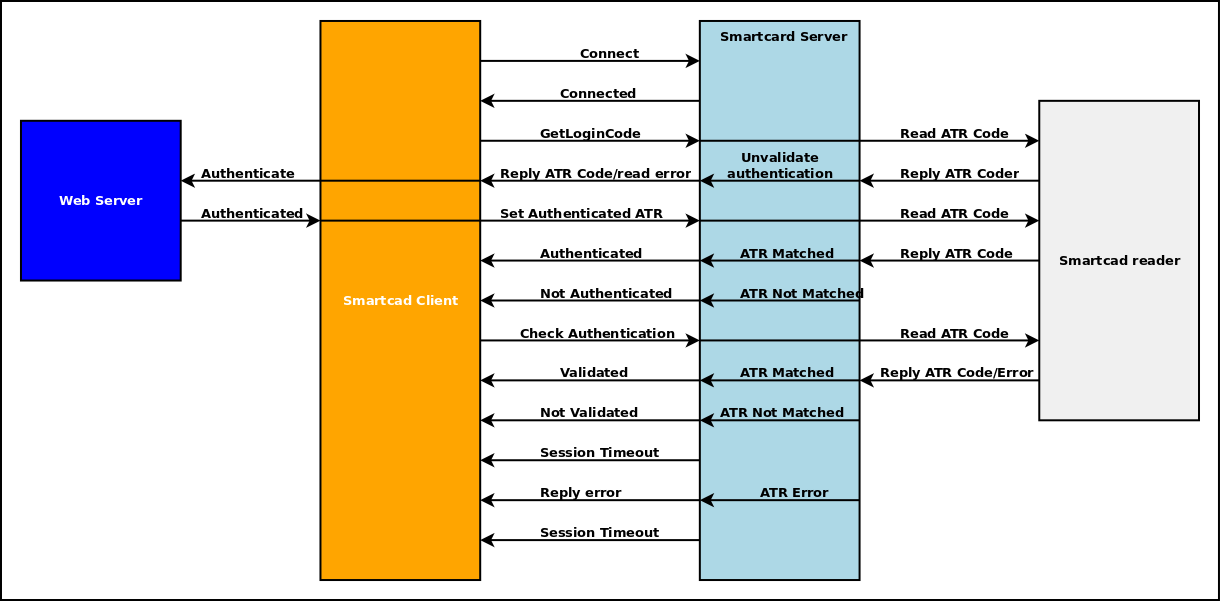 Smartcard Server
Connect
Connected
GetLoginCode
Read ATR Code
Unvalidate
authentication
Authenticate
Reply ATR Code/read error
Reply ATR Coder
Web Server
Authenticated
Set Authenticated ATR
Read ATR Code
Authenticated
ATR Matched
Reply ATR Code
Smartcad reader
Not Authenticated
ATR Not Matched
Smartcad Client
Check Authentication
Read ATR Code
Validated
ATR Matched
Reply ATR Code/Error
Not Validated
ATR Not Matched
Session Timeout
Reply error
ATR Error
Session Timeout